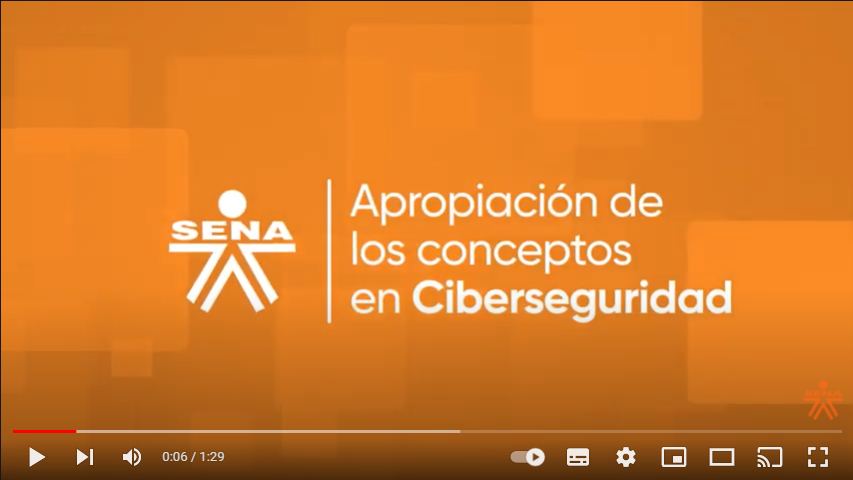 SENA
Apropiación de
los conceptos
en Ciberseguridad
0:06 / 1:29